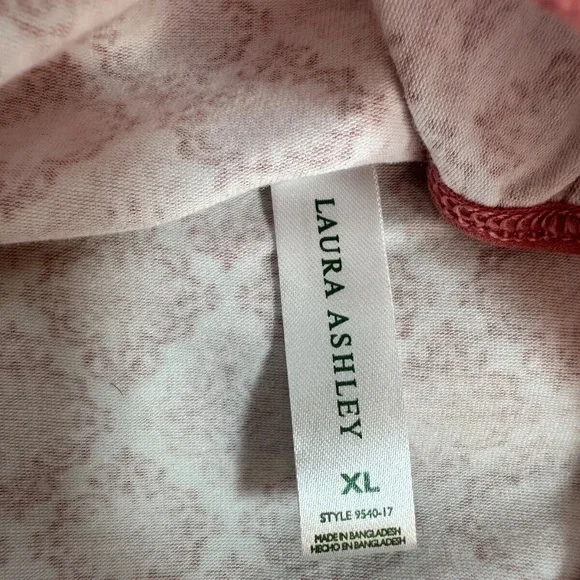 LAURA ASHLEY
XL
STYLE 9540-17
MADE IN BANGLADESH
HECHO EN BANGLADESH